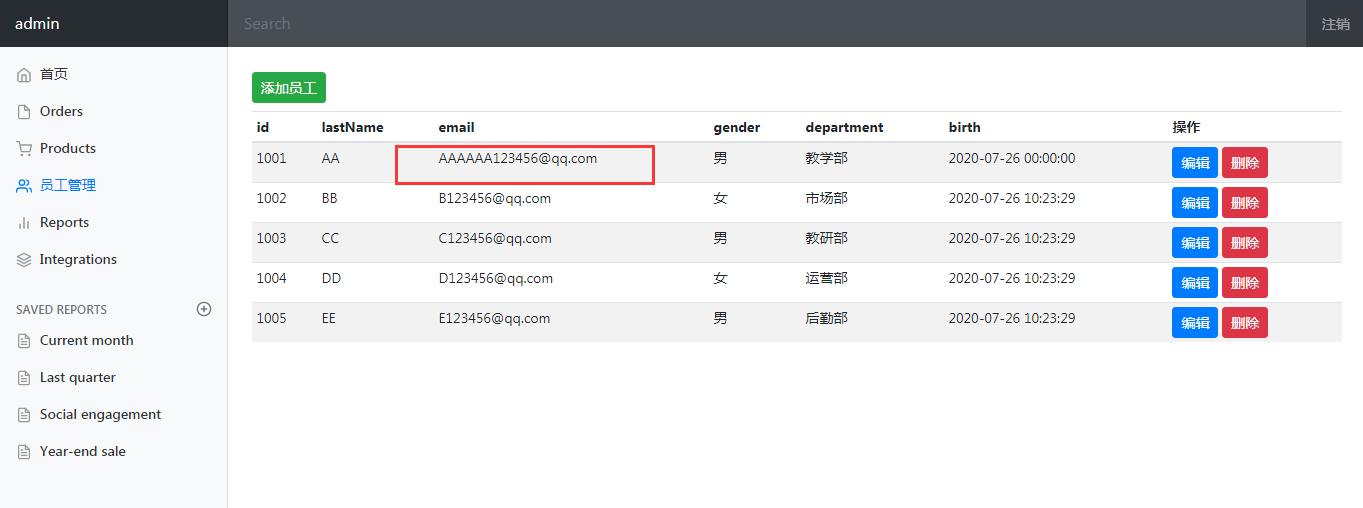 admin Search 注销
首页
Orders
Products
员工管理
Reports
Integrations
SAVED REPORTS
Current month
Last quarter
Social engagement
Year-end sale
添加员工
id lastName email gender department birth 操作
1001 AA AAAAAA123456@qq.com 男 教学部 2020-07-26 00:00:00 编辑 删除
1002 BB B123456@qq.com 女 市场部 2020-07-26 10:23:29 编辑 删除
1003 CC C123456@qq.com 男 教研部 2020-07-26 10:23:29 编辑 删除
1004 DD D123456@qq.com 女 运营部 2020-07-26 10:23:29 编辑 删除
1005 EE E123456@qq.com 男 后勤部 2020-07-26 10:23:29 编辑 删除